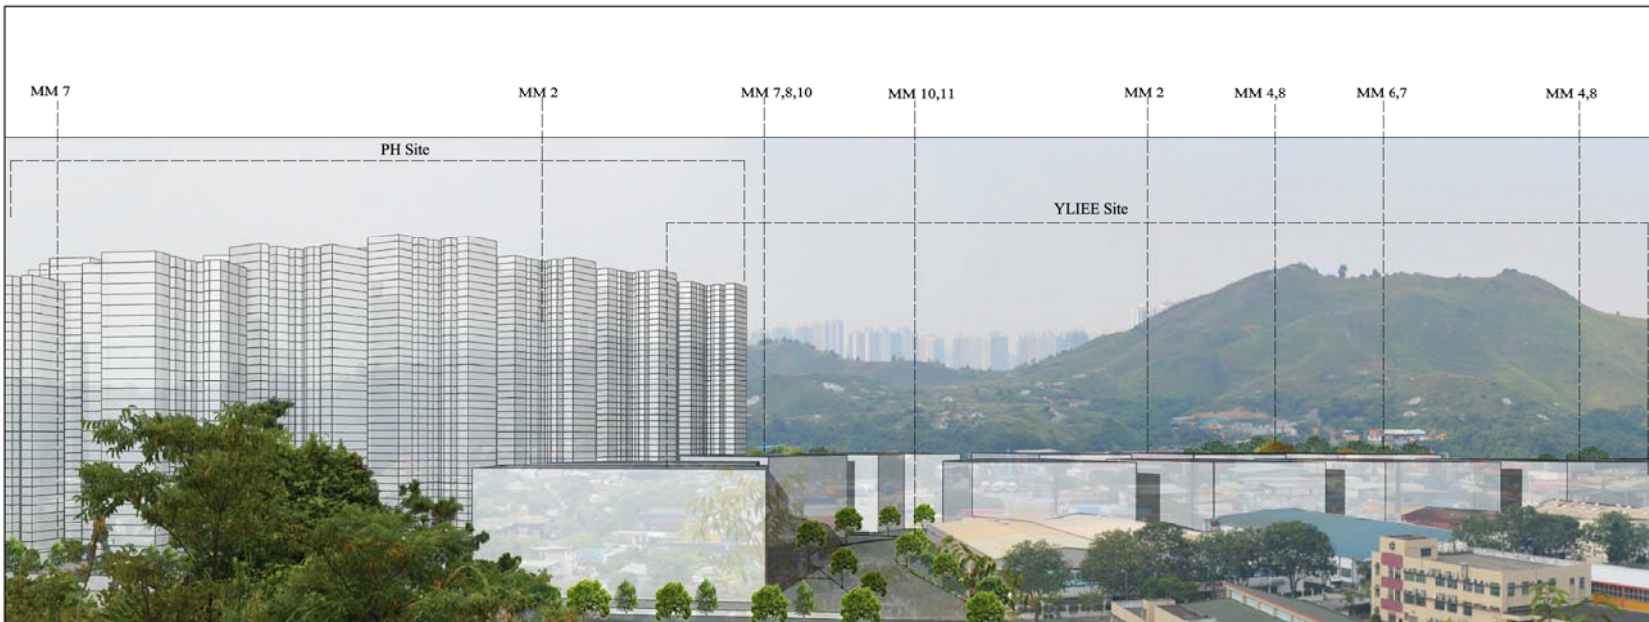 MM 7
MM 2
MM 7,8,10
MM 10,11
MM 2
MM 4,8
MM 6,7
MM 4,8
PH Site
YLIEE Site